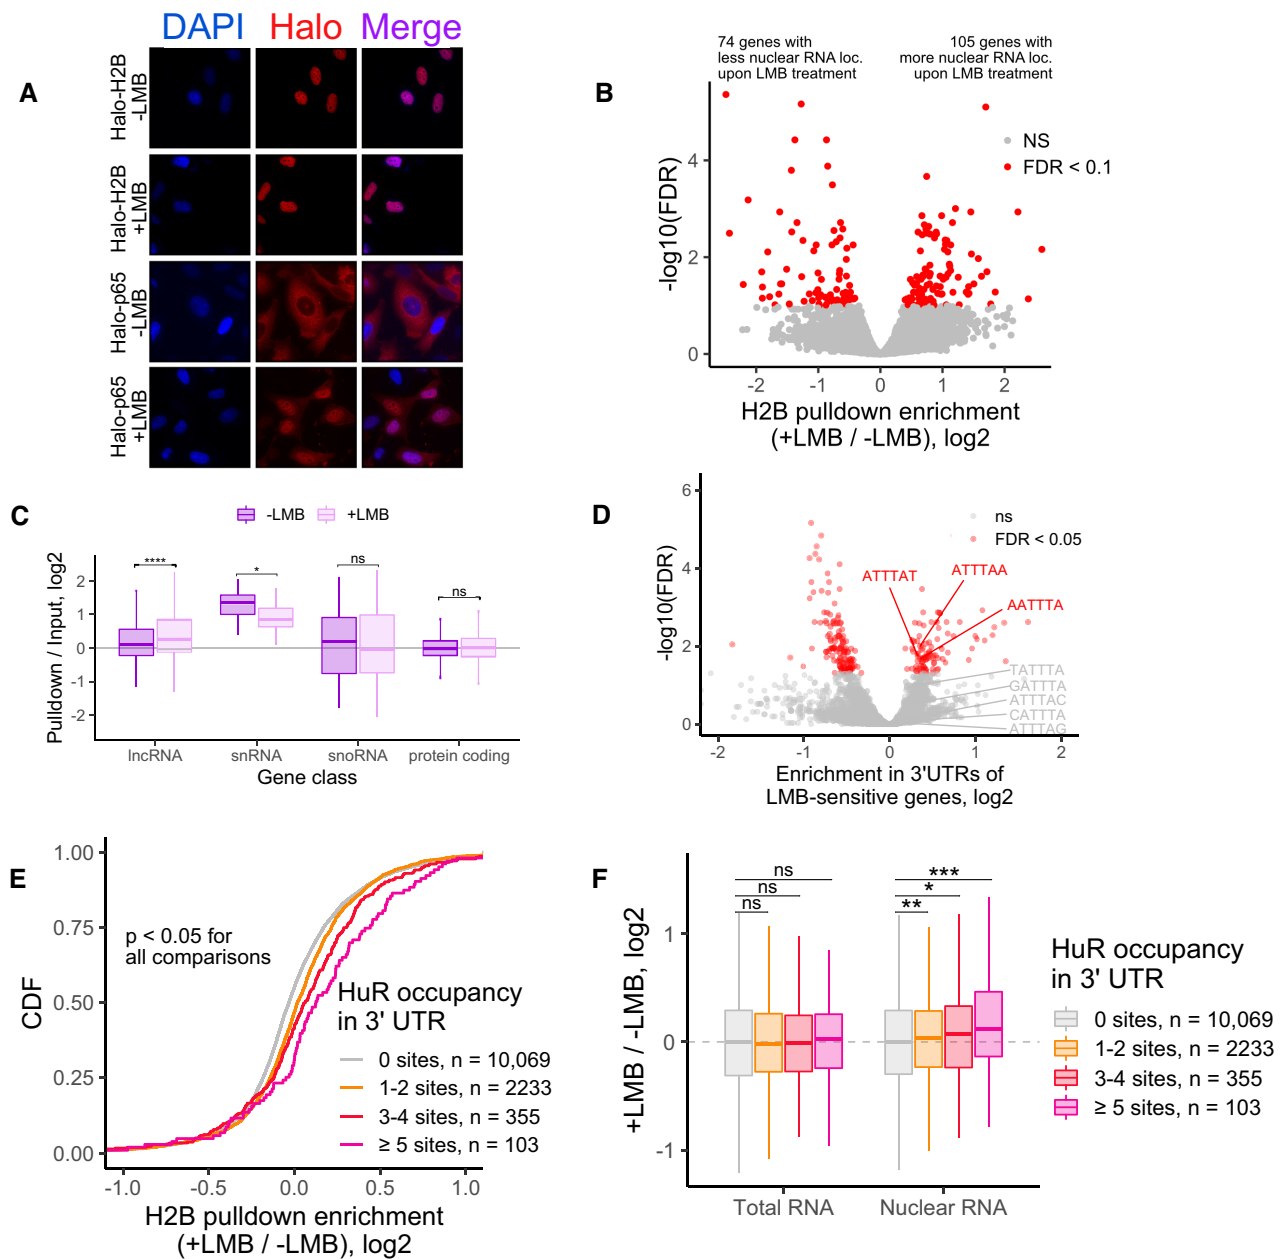 A
DAPI Halo Merge
Halo-H2B
-LMB
Halo-H2B
+LMB
Halo-p65
-LMB
Halo-p65
+LMB
B
74 genes with
less nuclear RNA loc.
upon LMB treatment
105 genes with
more nuclear RNA loc.
upon LMB treatment
NS
FDR < 0.1
-log10(FDR)
4
2
0
-2 -1 0 1 2
H2B pulldown enrichment
(+LMB / -LMB), log2
C
-LMB +LMB
Pulldown / Input, log2
2
1
0
-1
-2
**** * ns ns
lncRNA snRNA snoRNA protein coding
Gene class
D
ns
FDR < 0.05
-log10(FDR)
6
4
2
0
ATTTAT
ATTTAA
AATTTA
TATTTA
GATTTA
ATTTAC
CATTTA
ATTTAG
-2 -1 0 1 2
Enrichment in 3'UTRs of
LMB-sensitive genes, log2
E
CDF
1.00
0.75
0.50
0.25
0.00
p < 0.05 for
all comparisons
HuR occupancy
in 3' UTR
0 sites, n = 10,069
1-2 sites, n = 2233
3-4 sites, n = 355
≥ 5 sites, n = 103
-1.0 -0.5 0.0 0.5 1.0
H2B pulldown enrichment
(+LMB / -LMB), log2
F
+LMB / -LMB, log2
1
0
-1
ns
ns
ns
***
*
**
Total RNA Nuclear RNA
HuR occupancy
in 3' UTR
0 sites, n = 10,069
1-2 sites, n = 2233
3-4 sites, n = 355
≥ 5 sites, n = 103